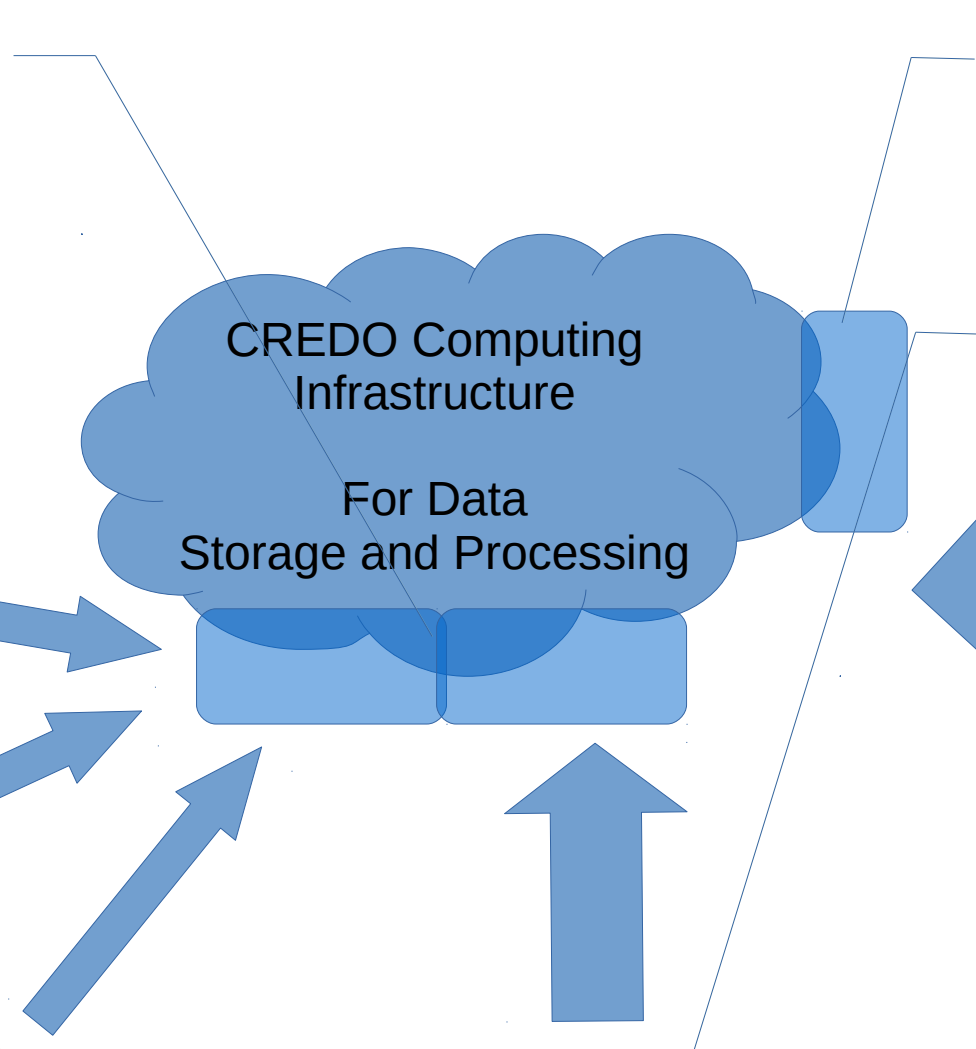 CREDO Computing
Infrastructure
For Data
Storage and Processing